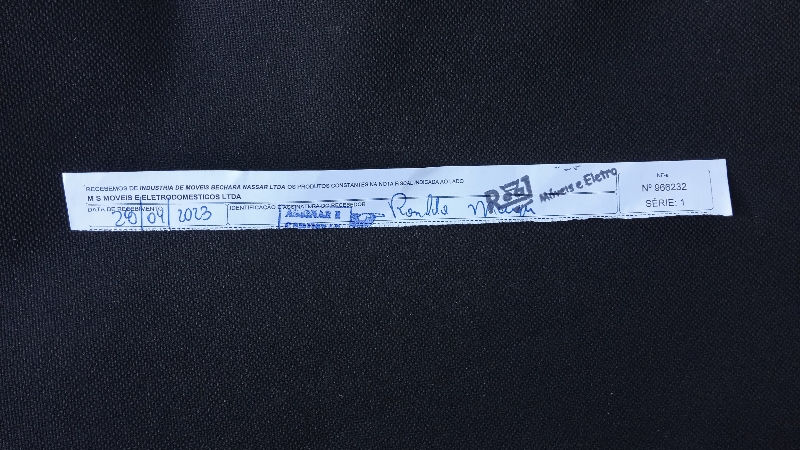 RECEBEMOS DE INDUSTRIA DE MOVEIS BECHARA NASSAR LTDA OS PRODUTOS CONSTANTES NA NOTA FISCAL INDICADA AO LADO
M S MOVEIS E ELETRODOMESTICOS LTDA
DATA DE RECEBIMENTO
IDENTIFICAÇÃO E ASSINATURA DO RECEBEDOR
04 2023
Ronaldo
Móveis e Eletro
NF-e
Nº 966232
SÉRIE: 1